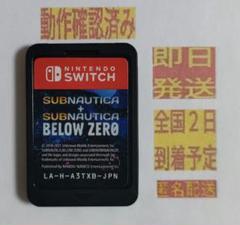 動作確認済み
NINTENDO
SWITCH
SUBNAUTICA
+
SUBNAUTICA
BELOW ZERO
LA-H-A3TXB-JPN
即日
発送
全国2日
到着予定
匿名配送